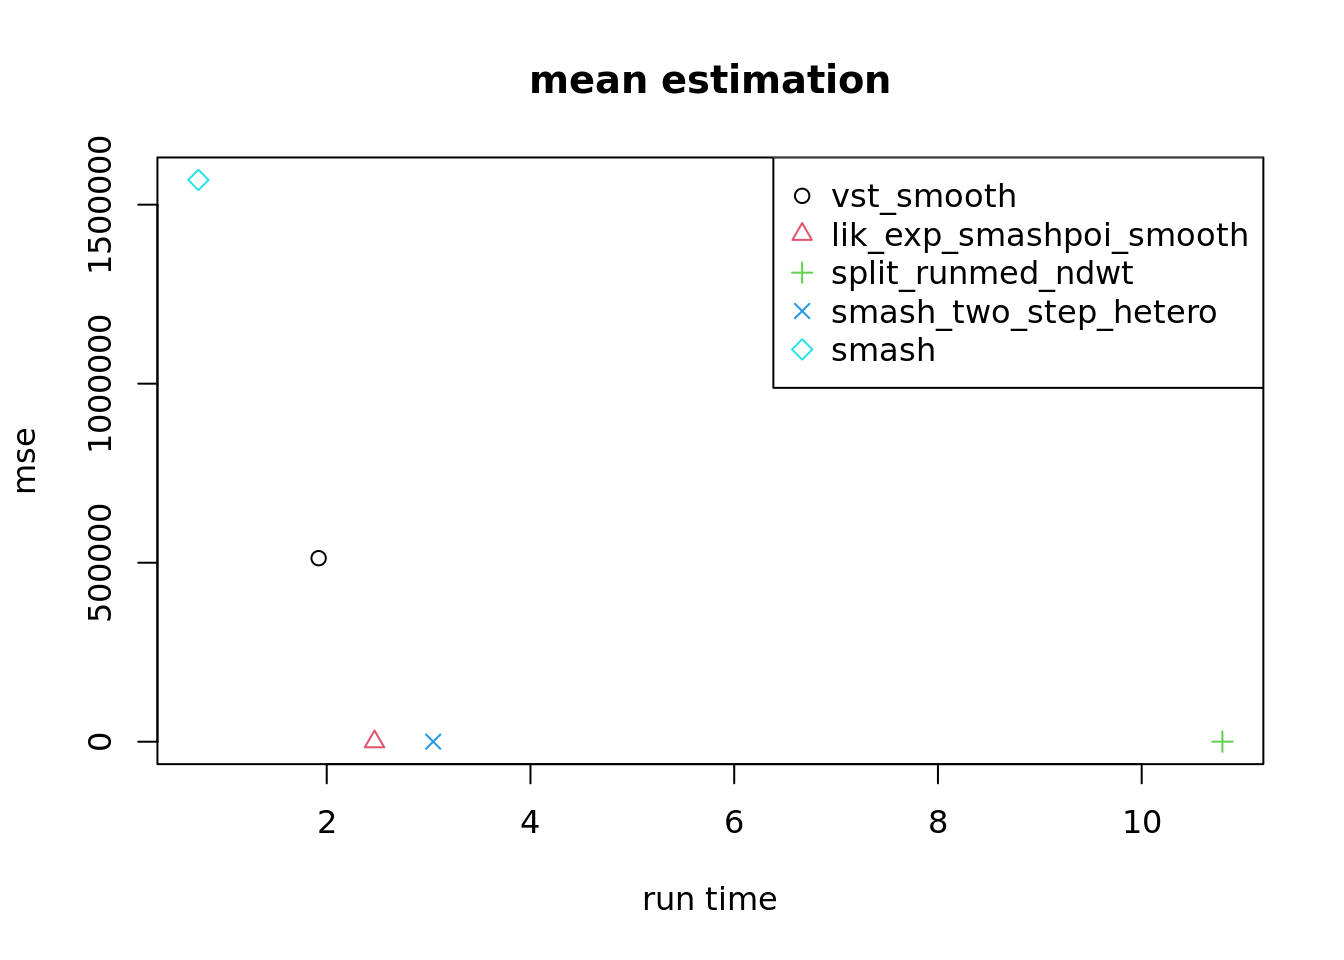 mean estimation
vst_smooth
lik_exp_smashpoi_smooth
split_runmed_ndwt
smash_two_step_hetero
smash
mse
1500000
1000000
500000
0
2 4 6 8 10
run time